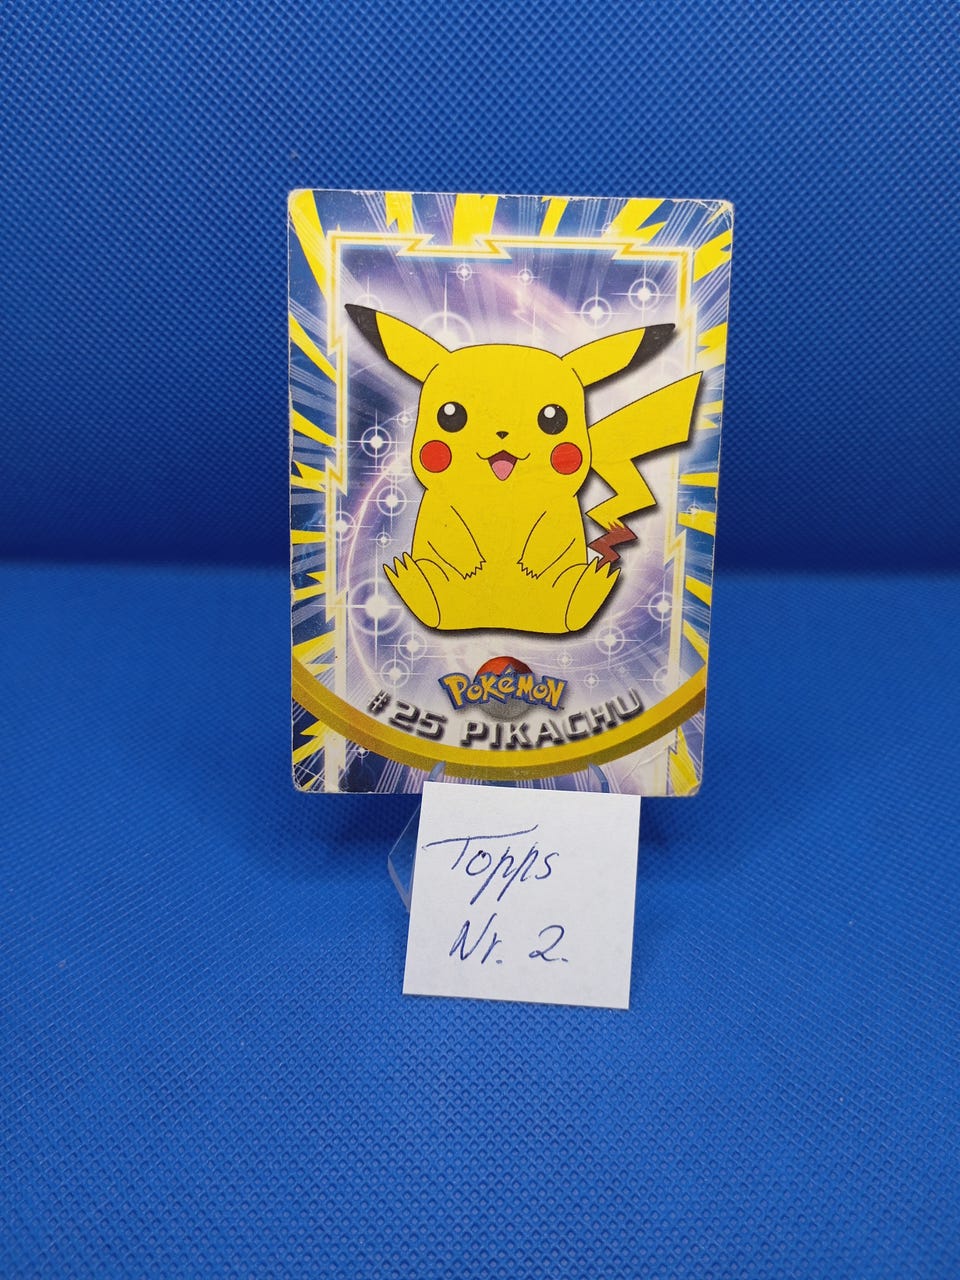 POKéMON
#25 PIKACHU
Topps
Nr. 2.